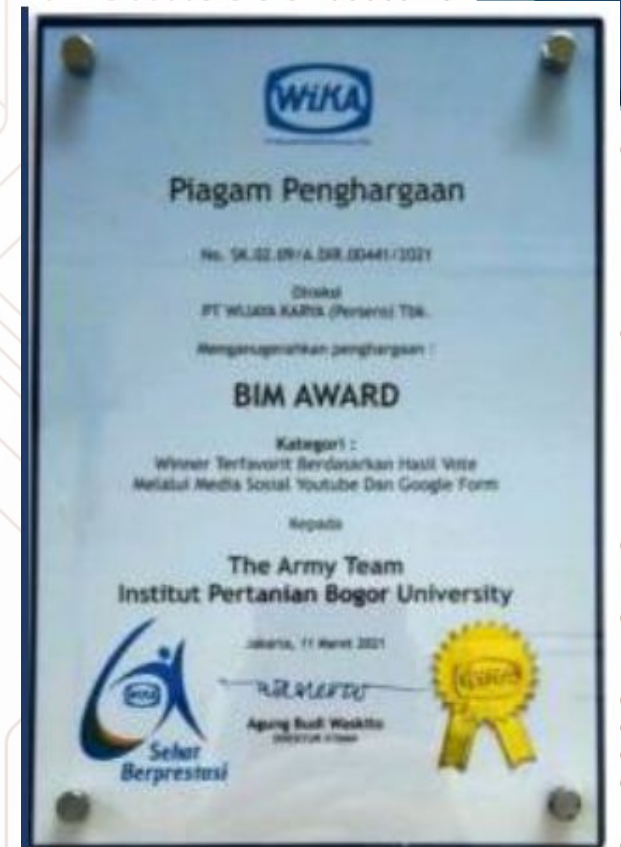 WIKA
Piagam Penghargaan
No. SK.02.09/A.DIR.00441/2021
Direksi
PT WIJAYA KARYA (Persero) Tbk.
Menganugerahkan penghargaan :
BIM AWARD
Kategori :
Winner Terfavorit Berdasarkan Hasil Vote
Melalui Media Sosial Youtube Dan Google Form
Kepada
The Army Team
Institut Pertanian Bogor University
Jakarta, 11 Maret 2021
Agung Budi Waskito
WIKA
Sehat
Berprestasi
WIKA